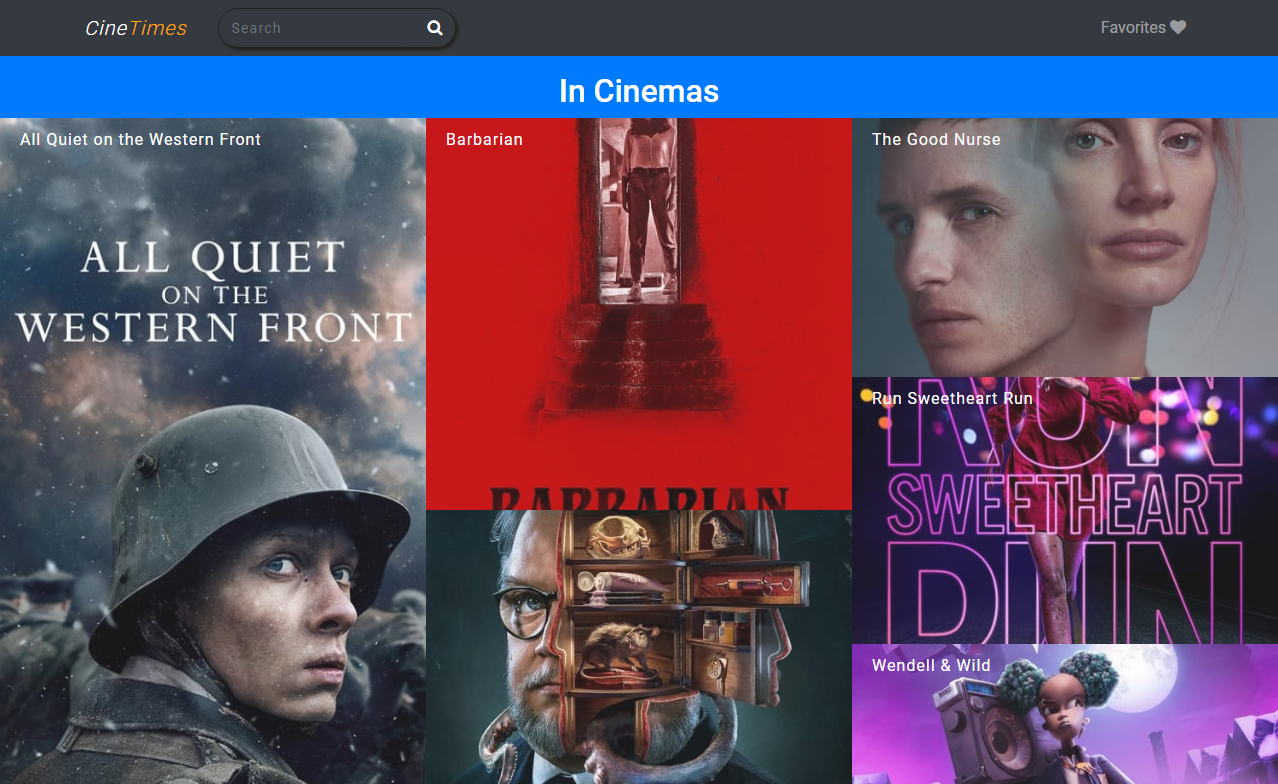 CineTimes
Search
Favorites
In Cinemas
All Quiet on the Western Front
ALL QUIET
ON THE
WESTERN FRONT
Barbarian
BARBARIAN
The Good Nurse
Run Sweetheart Run
RUN
SWEETHEART
RUN
Wendell & Wild